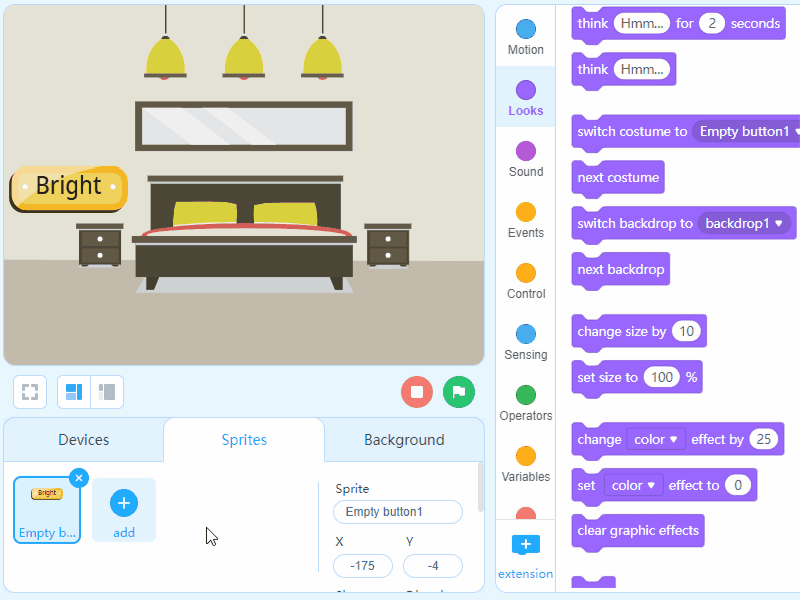 Bright
Devices
Sprites
Background
Bright
Empty b...
add
Sprite
Empty button1
X
Y
-175
-4
Motion
Looks
Sound
Events
Control
Sensing
Operators
Variables
extension
think Hmm... for 2 seconds
think Hmm...
switch costume to Empty button1
next costume
switch backdrop to backdrop1
next backdrop
change size by 10
set size to 100 %
change color effect by 25
set color effect to 0
clear graphic effects